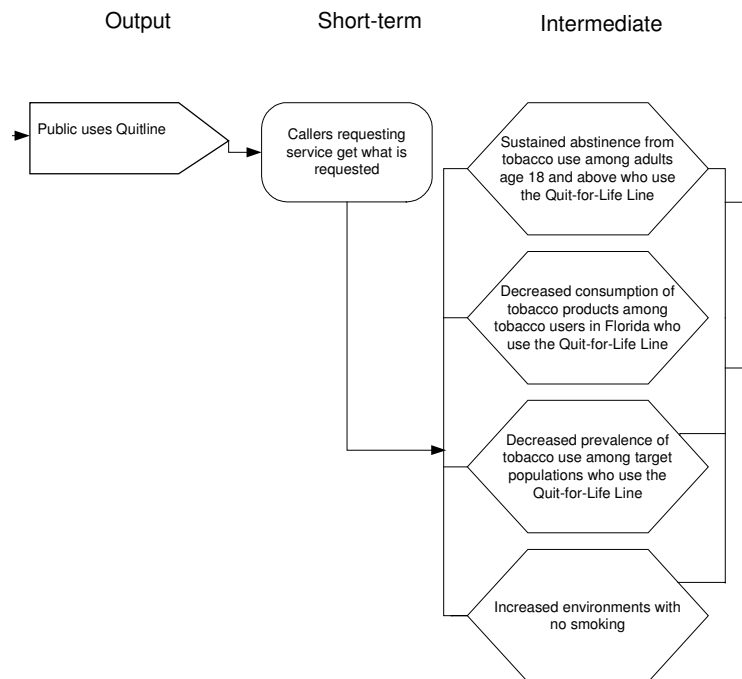 Output
Short-term
Intermediate
Public uses Quitline
Callers requesting
service get what is
requested
Sustained abstinence from
tobacco use among adults
age 18 and above who use
the Quit-for-Life Line
Decreased consumption of
tobacco products among
tobacco users in Florida who
use the Quit-for-Life Line
Decreased prevalence of
tobacco use among target
populations who use the
Quit-for-Life Line
Increased environments with
no smoking